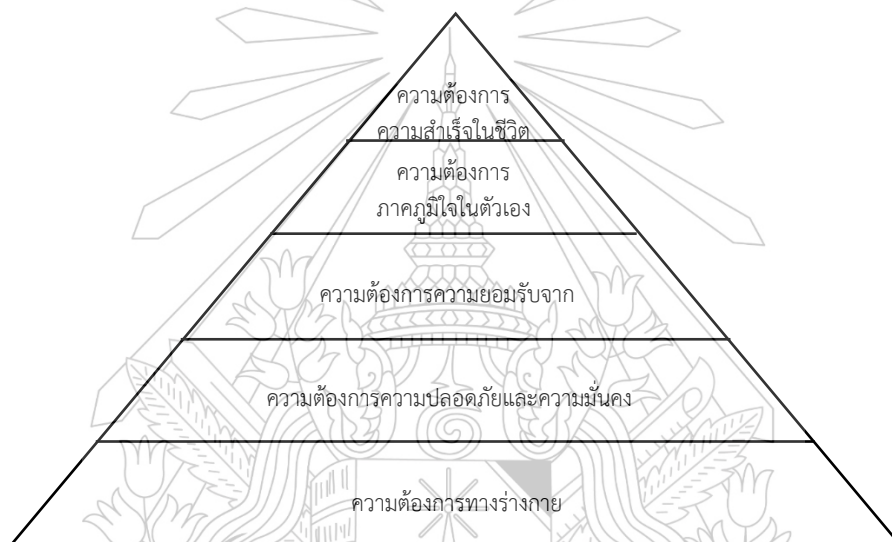 ความต้องการ
ความสำเร็จในชีวิต
ความต้องการ
ภาคภูมิใจในตัวเอง
ความต้องการความยอมรับจาก
ความต้องการความปลอดภัยและความมั่นคง
ความต้องการทางร่างกาย